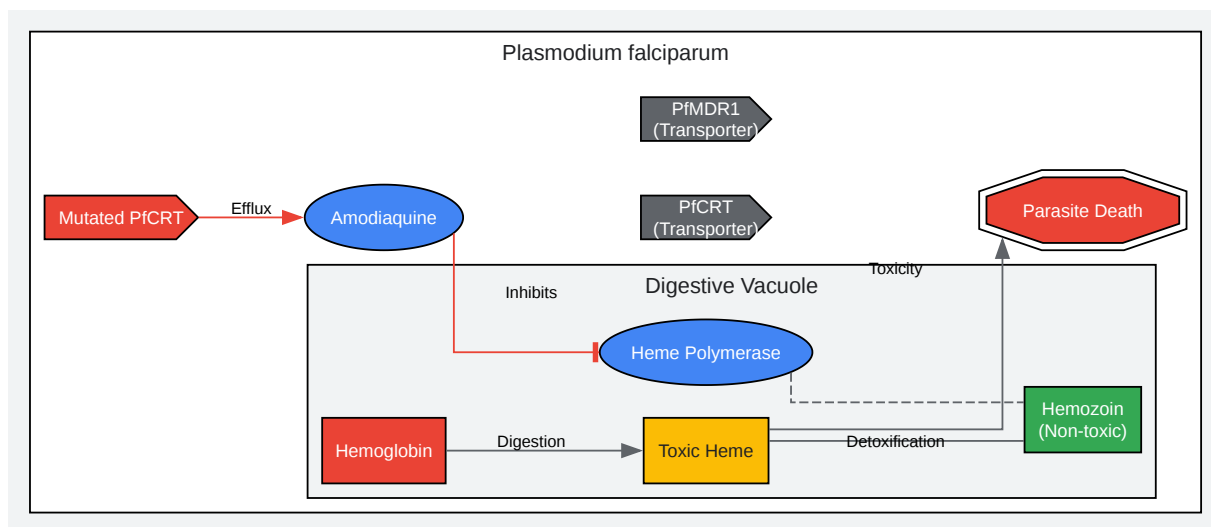 Plasmodium falciparum
PfMDR1
(Transporter)
Mutated PfCRT
Efflux
Amodiaquine
PfCRT
(Transporter)
Parasite Death
Toxicity
Inhibits
Digestive Vacuole
Heme Polymerase
Hemozoin
(Non-toxic)
Hemoglobin
Digestion
Toxic Heme
Detoxification